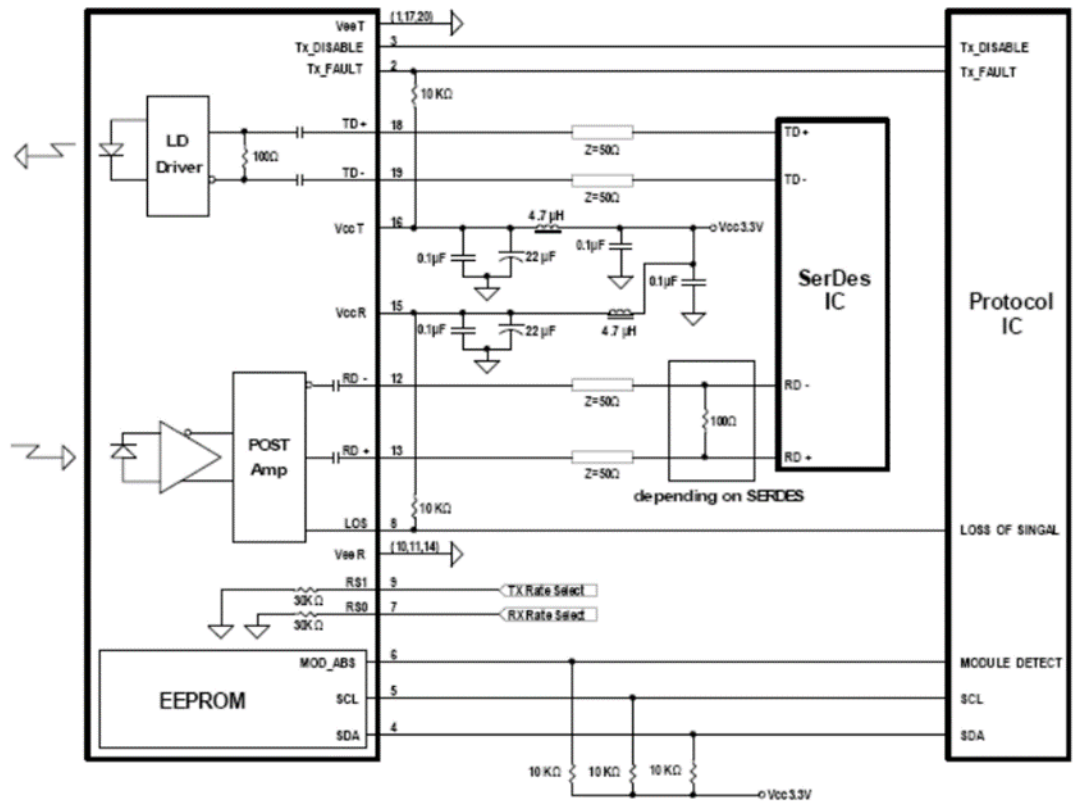 VeeT
(1,17,20)
Tx_DISABLE
3
Tx_DISABLE
Tx_FAULT
2
Tx_FAULT
10 KΩ
LD
Driver
100Ω
TD+
18
Z=50Ω
TD+
TD-
19
Z=50Ω
TD-
VccT
16
4.7 µH
Vcc3.3V
0.1µF
22 µF
0.1µF
0.1µF
SerDes
IC
Protocol
IC
VccR
15
0.1µF
22 µF
4.7 µH
RD -
12
Z=50Ω
RD -
100Ω
POST
Amp
RD +
13
Z=50Ω
RD +
depending on SERDES
10 KΩ
LOS
8
LOSS OF SINGAL
VeeR
(10,11,14)
RS1
9
TX Rate Select
30KΩ
RS0
7
RX Rate Select
30KΩ
EEPROM
MOD_ABS
6
MODULE DETECT
SCL
5
SCL
SDA
4
SDA
10 KΩ
10 KΩ
10 KΩ
Vcc3.3V